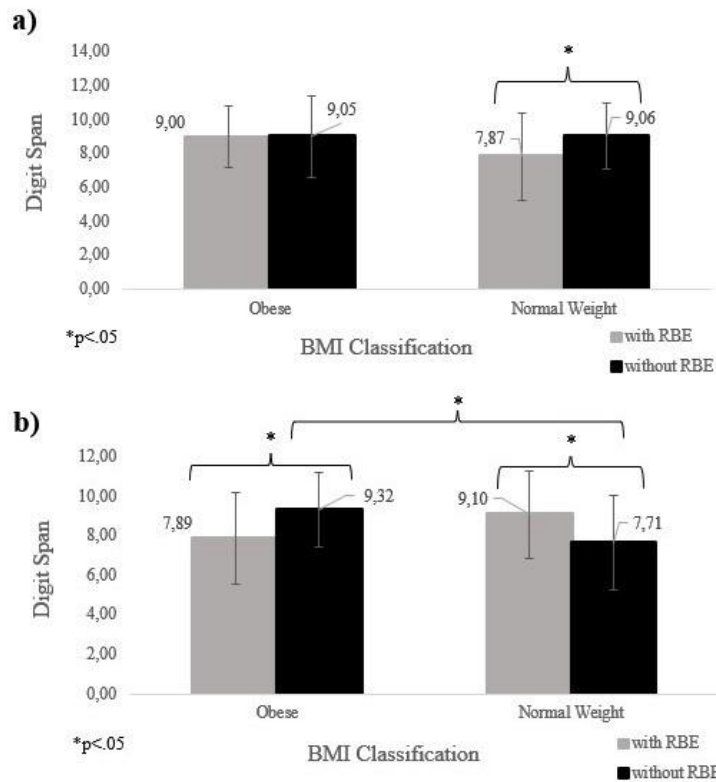 a)
14,00
*
12,00
10,00
9,00
9,05
9,06
7,87
8,00
6,00
4,00
2,00
0,00
Digit Span
Obese
Normal Weight
*p<.05
BMI Classification
with RBE
without RBE
b)
*
*
*
12,00
10,00
9,32
9,10
7,89
7,71
8,00
6,00
4,00
2,00
0,00
Digit Span
Obese
Normal Weight
*p<.05
BMI Classification
with RBE
without RBE